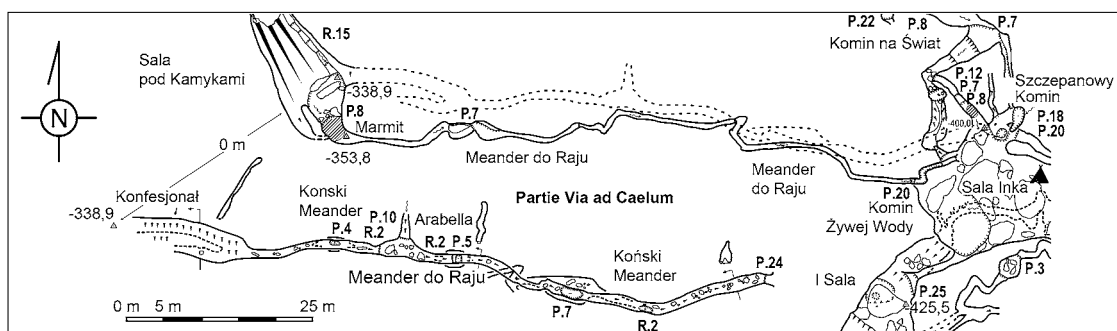 P.22
P.8
P.7
Komin na Świat
R.15
Sala
pod Kamykami
P.12
P.7
P.8
Szczepanowy
Komin
-338,9
P.8
P.7
P.18
-400,0
P.20
Marmit
0 m
-353,8
Meander do Raju
Meander
do Raju
N
Konfesjonał
Konski
Meander
Partie Via ad Caelum
P.20
Sala Inka
Komin
Żywej Wody
-338,9
P.10
R.2
Arabella
P.4
R.2
P.5
Koński
Meander
P.24
P.3
Meander do Raju
I Sala
P.25
-425,5
0 m
5 m
25 m
P.7
R.2